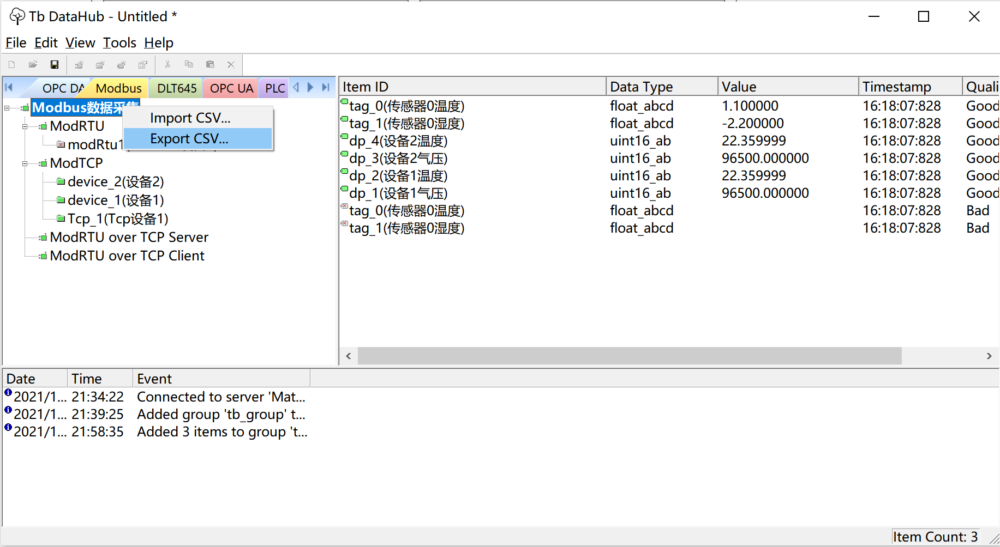 Tb DataHub - Untitled *
File Edit View Tools Help
OPC DA Modbus DLT645 OPC UA PLC
Modbus数据采集
Import CSV...
Export CSV...
ModRTU
modRtu1(
ModTCP
device_2(设备2)
device_1(设备1)
Tcp_1(Tcp设备1)
ModRTU over TCP Server
ModRTU over TCP Client
Item ID Data Type Value Timestamp Quali
tag_0(传感器0温度) float_abcd 1.100000 16:18:07:828 Good
tag_1(传感器0湿度) float_abcd -2.200000 16:18:07:828 Good
dp_4(设备2温度) uint16_ab 22.359999 16:18:07:828 Good
dp_3(设备2气压) uint16_ab 96500.000000 16:18:07:828 Good
dp_2(设备1温度) uint16_ab 22.359999 16:18:07:828 Good
dp_1(设备1气压) uint16_ab 96500.000000 16:18:07:828 Good
tag_0(传感器0温度) float_abcd 16:18:07:828 Bad
tag_1(传感器0湿度) float_abcd 16:18:07:828 Bad
Date Time Event
2021/1... 21:34:22 Connected to server 'Mat...
2021/1... 21:39:25 Added group 'tb_group' t...
2021/1... 21:58:35 Added 3 items to group 't...
Item Count: 3